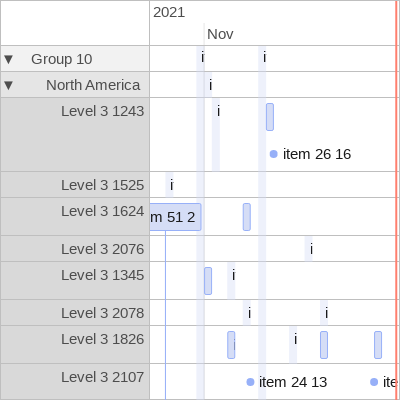 2021
Nov
▼ Group 10 i i
▼ North America i
Level 3 1243 i
item 26 16
Level 3 1525 i
Level 3 1624 m 51 2
Level 3 2076 i
Level 3 1345 i
Level 3 2078 i i
Level 3 1826 i
Level 3 2107 item 24 13 ite